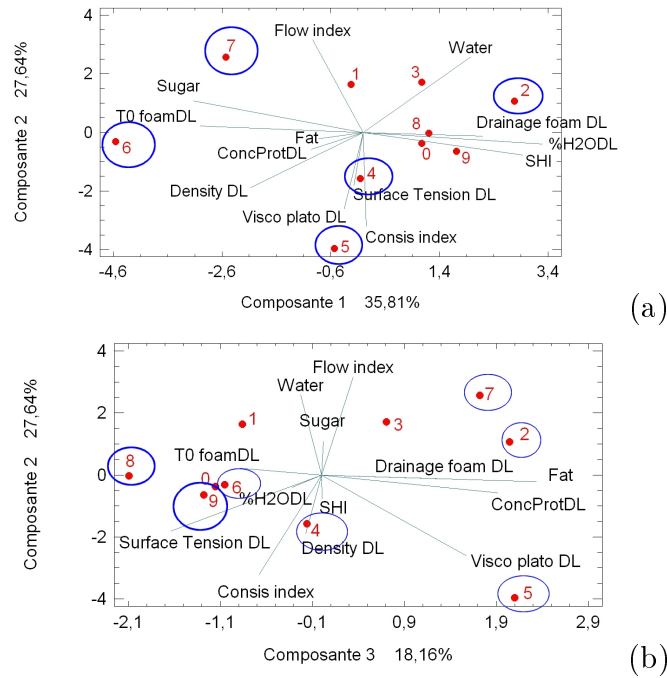 4
Flow index
7
Water
2
1
3
2
Sugar
T0 foamDL
8
Drainage foam DL
0
Fat
%H2ODL
6
ConcProtDL
0
9
SHI
Density DL
4
Surface Tension DL
-2
Visco plato DL
5
Consis index
-4
-4,6
-2,6
-0,6
1,4
3,4
Composante 2 27,64%
Composante 1 35,81%
(a)
4
Flow index
Water
7
2
1
Sugar
3
2
8
T0 foamDL
Drainage foam DL
0
0
6
Fat
9
%H2ODL
SHI
ConcProtDL
-2
Surface Tension DL
4
Density DL
Visco plato DL
Consis index
5
-4
-2,1
-1,1
-0,1
0,9
1,9
2,9
Composante 2 27,64%
Composante 3 18,16%
(b)